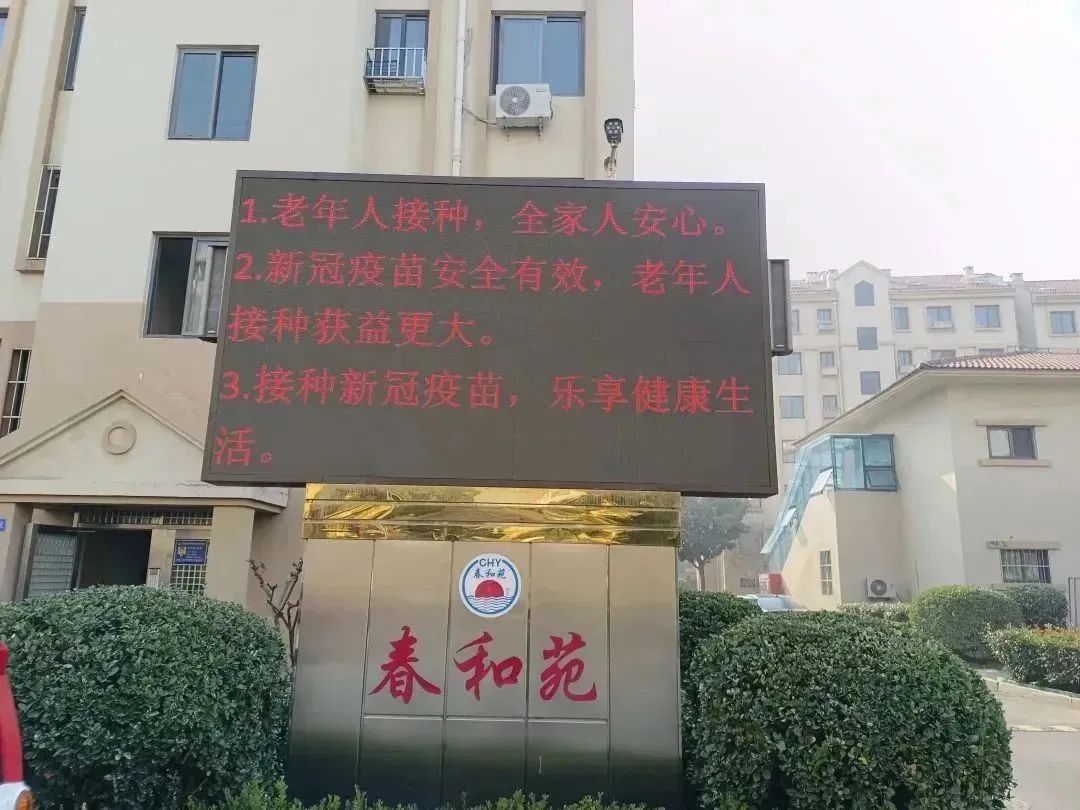 1.老年人接种，全家人安心。
2.新冠疫苗安全有效，老年人
接种获益更大。
3.接种新冠疫苗，乐享健康生
活。
CHY
春和苑
春和苑